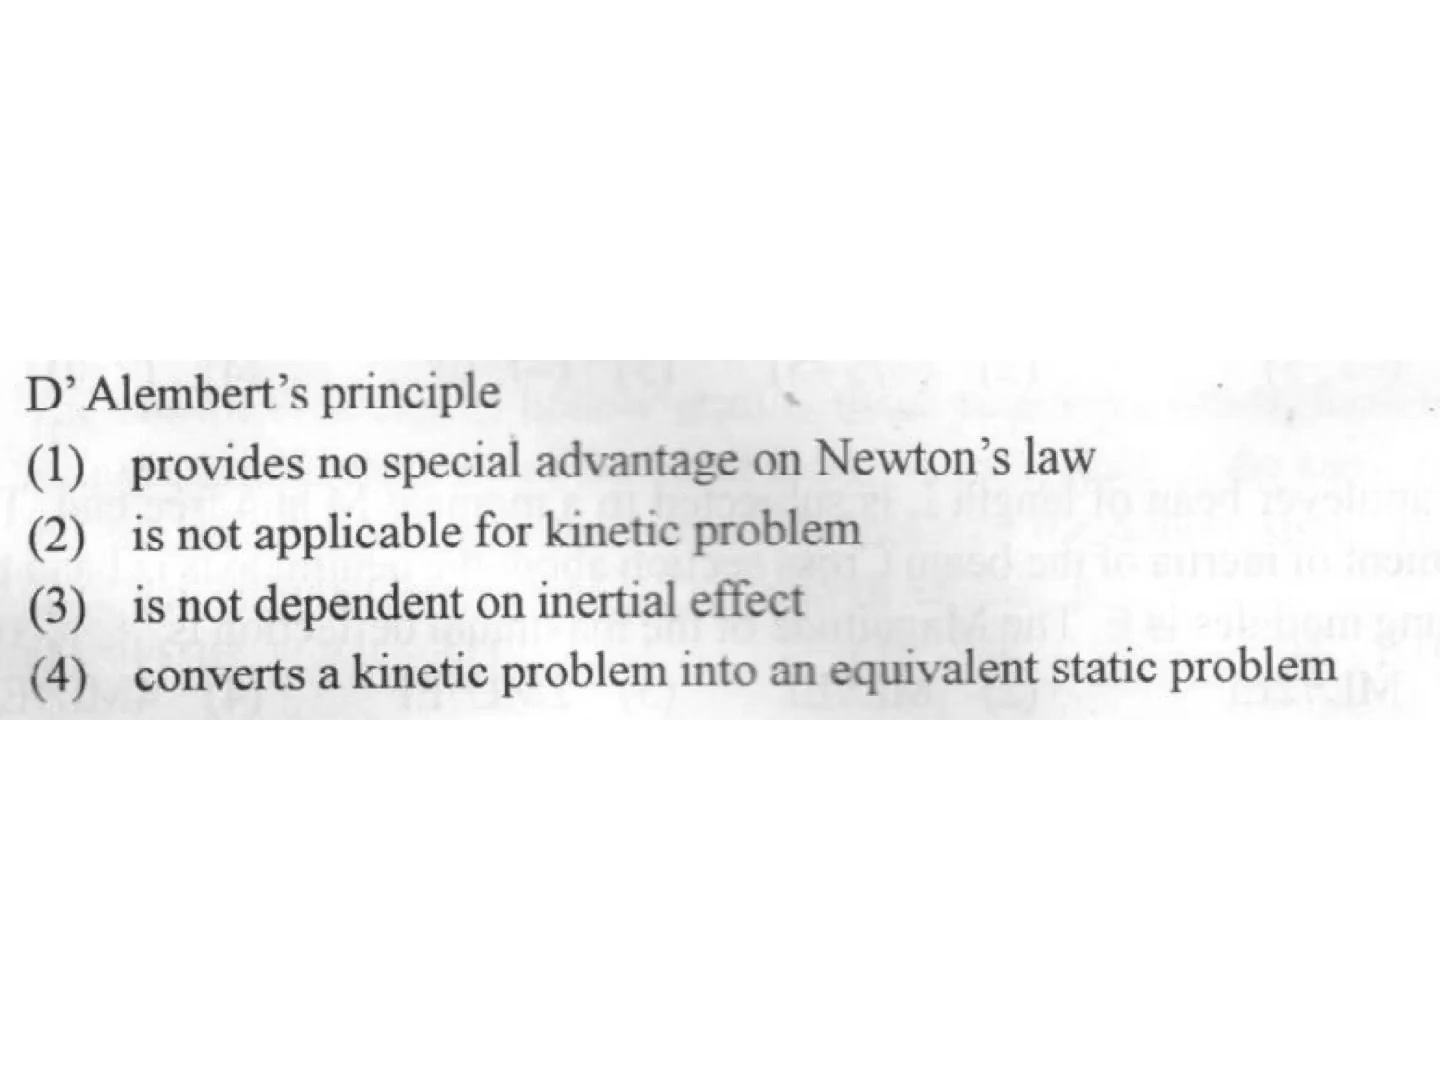 D' Alembert's principle
(1) provides no special advantage on Newton's law
(2) is not applicable for kinetic problem
(3) is not dependent on inertial effect
(4) converts a kinetic problem into an equivalent static problem